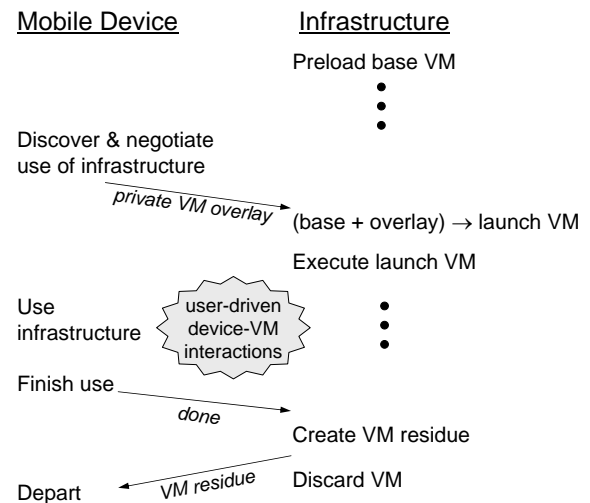 Mobile Device
Infrastructure
Preload base VM
Discover & negotiate
use of infrastructure
private VM overlay
(base + overlay) → launch VM
Execute launch VM
Use
infrastructure
user-driven
device-VM
interactions
Finish use
done
Create VM residue
VM residue
Discard VM
Depart